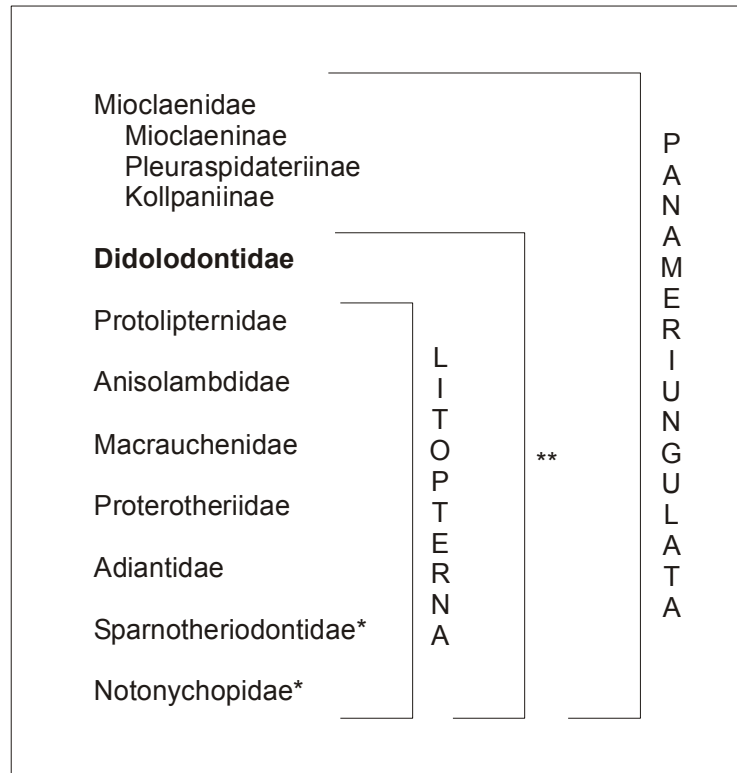 Mioclaenidae
Mioclaeninae
Pleuraspidateriinae
Kollpaniinae
Didolodontidae
Protolipternidae
Anisolambdidae
Macrauchenidae
Proterotheriidae
Adiantidae
Sparnotheriodontidae*
Notonychopidae*
LITOPTERNA
**
PANAMERIUNGULATA